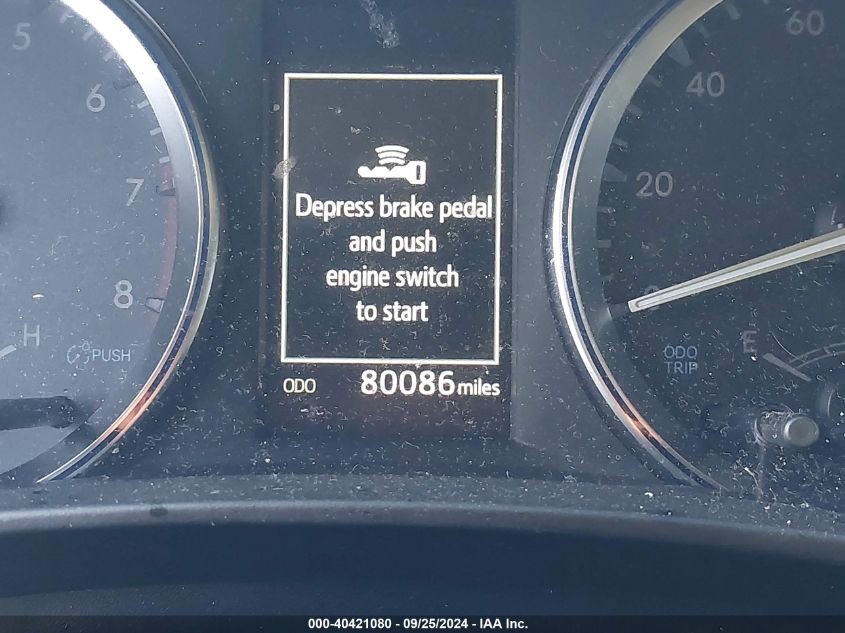 5
6
7
8
H
PUSH
Depress brake pedal
and push
engine switch
to start
ODO 80086 miles
60
40
20
0
E
ODO
TRIP
000-40421080 - 09/25/2024 - IAA Inc.